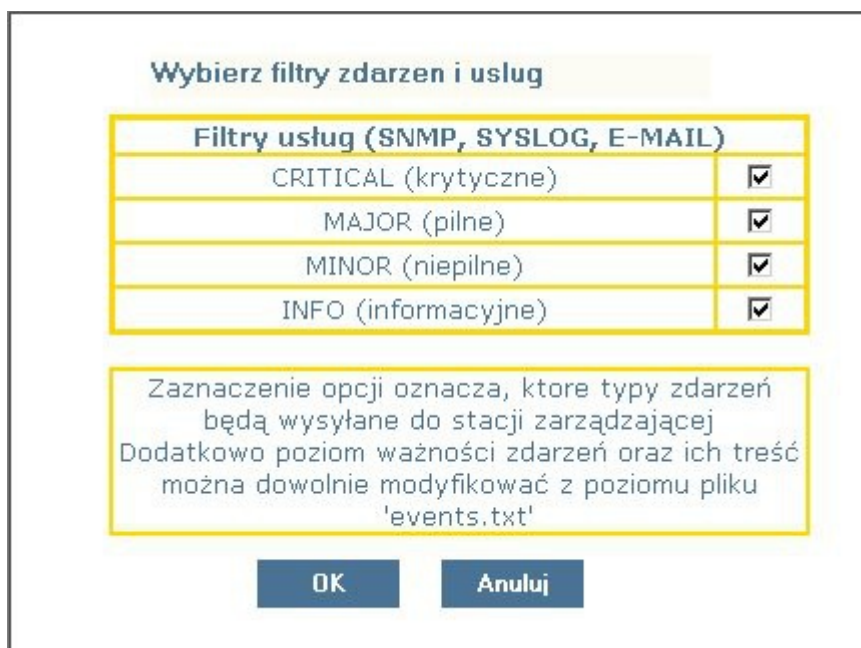 Wybierz filtry zdarzen i uslug
Filtry usług (SNMP, SYSLOG, E-MAIL)
CRITICAL (krytyczne)
MAJOR (pilne)
MINOR (niepilne)
INFO (informacyjne)
Zaznaczenie opcji oznacza, ktore typy zdarzeń
będą wysyłane do stacji zarządzającej
Dodatkowo poziom ważności zdarzeń oraz ich treść
można dowolnie modyfikować z poziomu pliku
'events.txt'
OK Anuluj